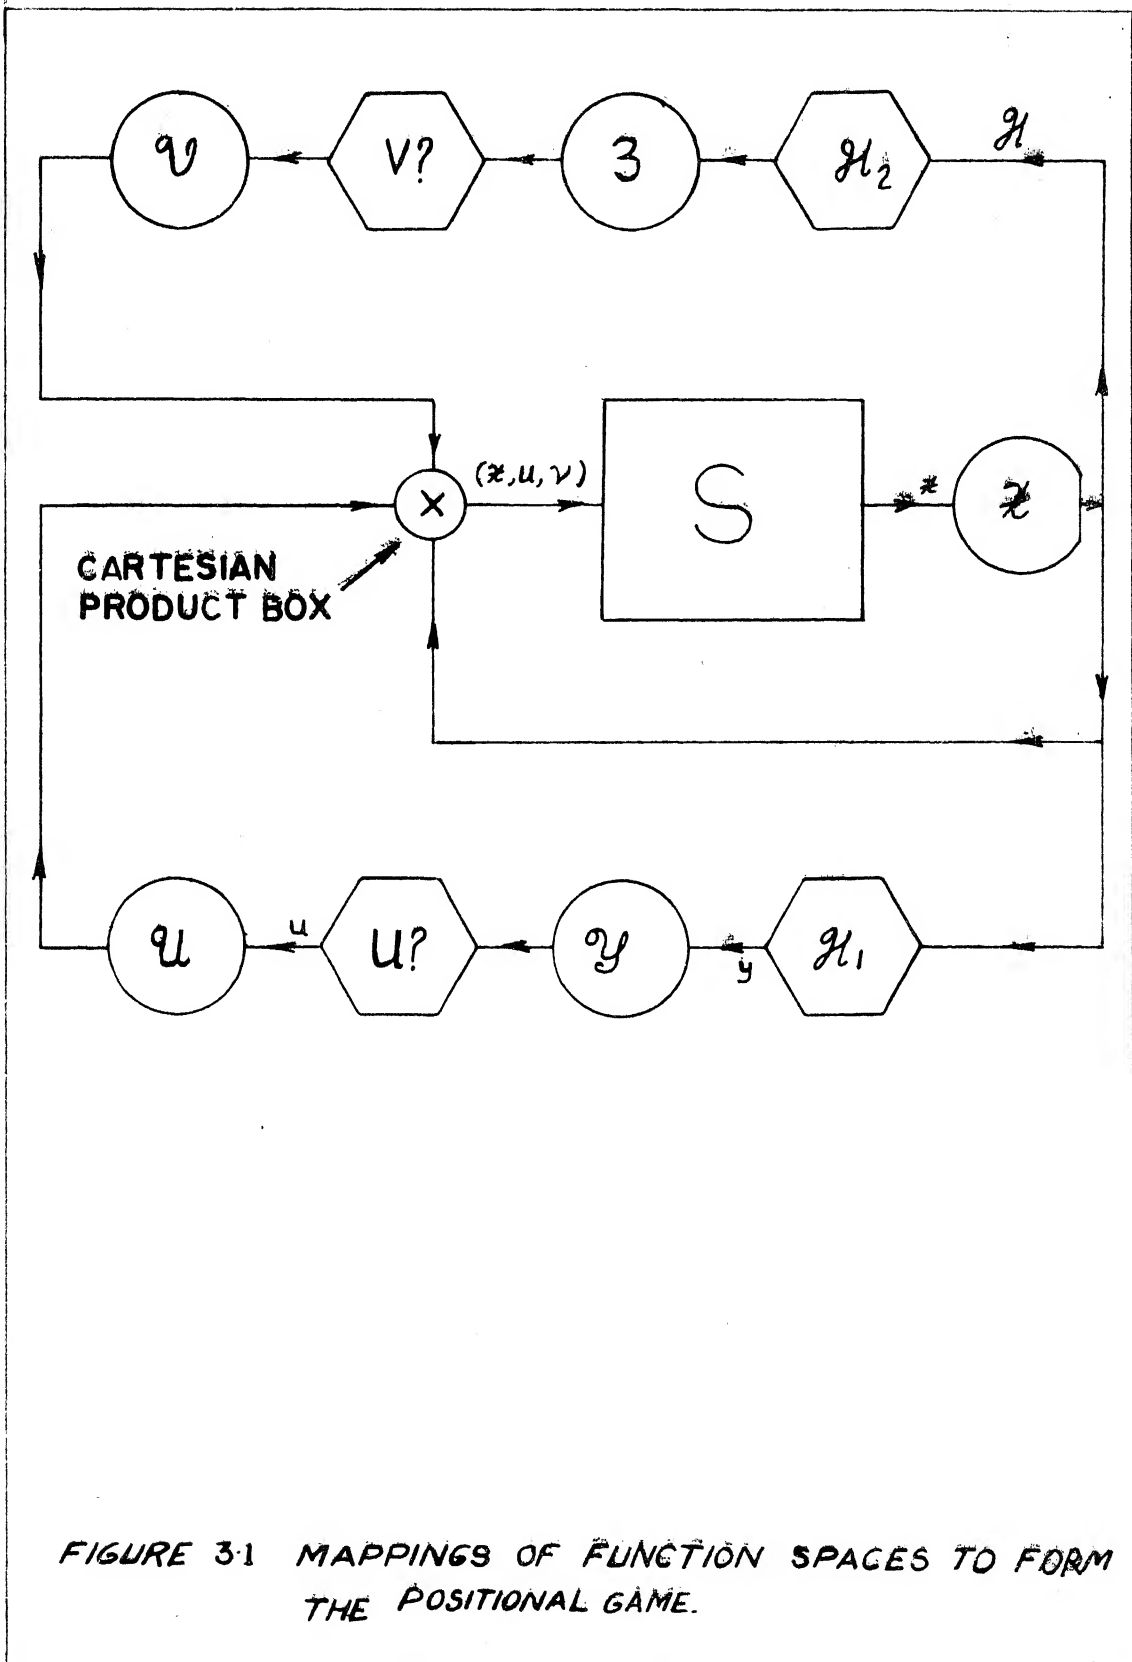 𝒱
V?
3
ℋ₂
ℋ
(x,u,v)
X
S
x
𝒳
CARTESIAN
PRODUCT BOX
𝒰
u
U?
𝒴
y
ℋ₁
FIGURE 3.1 MAPPINGS OF FUNCTION SPACES TO FORM
THE POSITIONAL GAME.